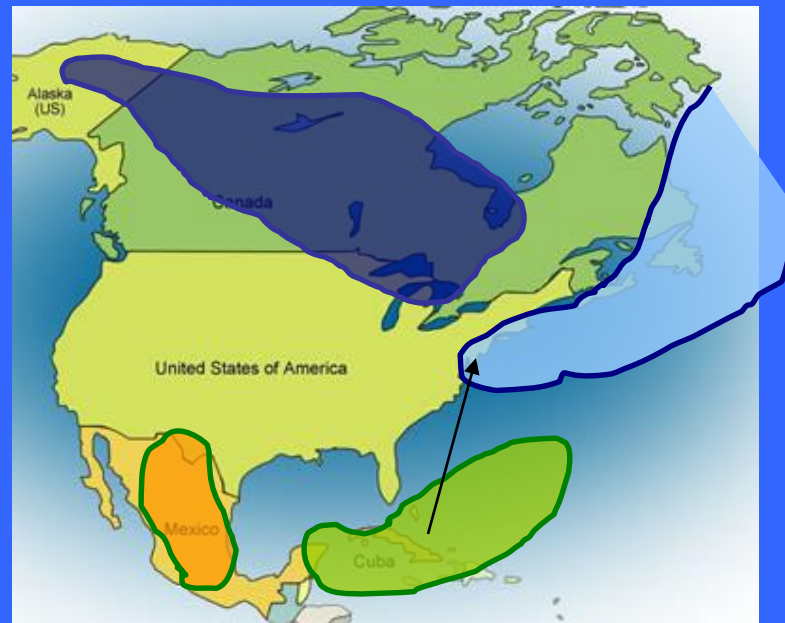 Alaska
(US)
Canada
United States of America
Mexico
Cuba